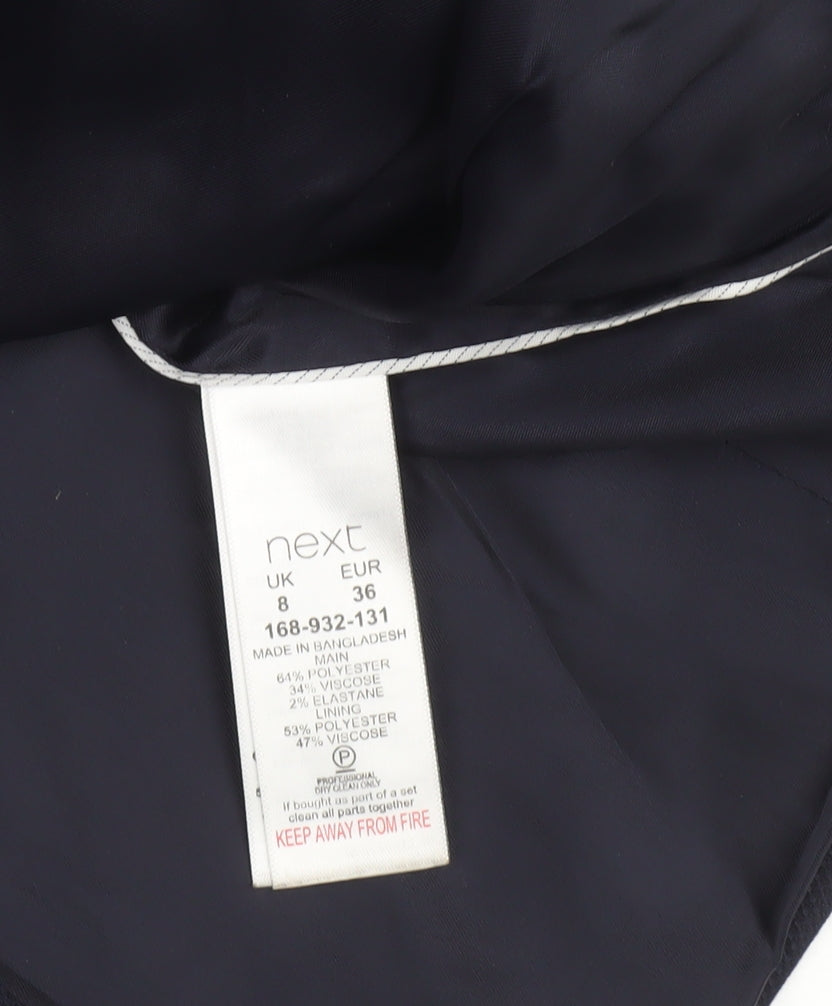 next
UK EUR
8 36
168-932-131
MADE IN BANGLADESH
MAIN
64% POLYESTER
34% VISCOSE
2% ELASTANE
LINING
53% POLYESTER
47% VISCOSE
P
PROFESSIONAL
DRY CLEAN ONLY
If bought as part of a set
clean all parts together
KEEP AWAY FROM FIRE